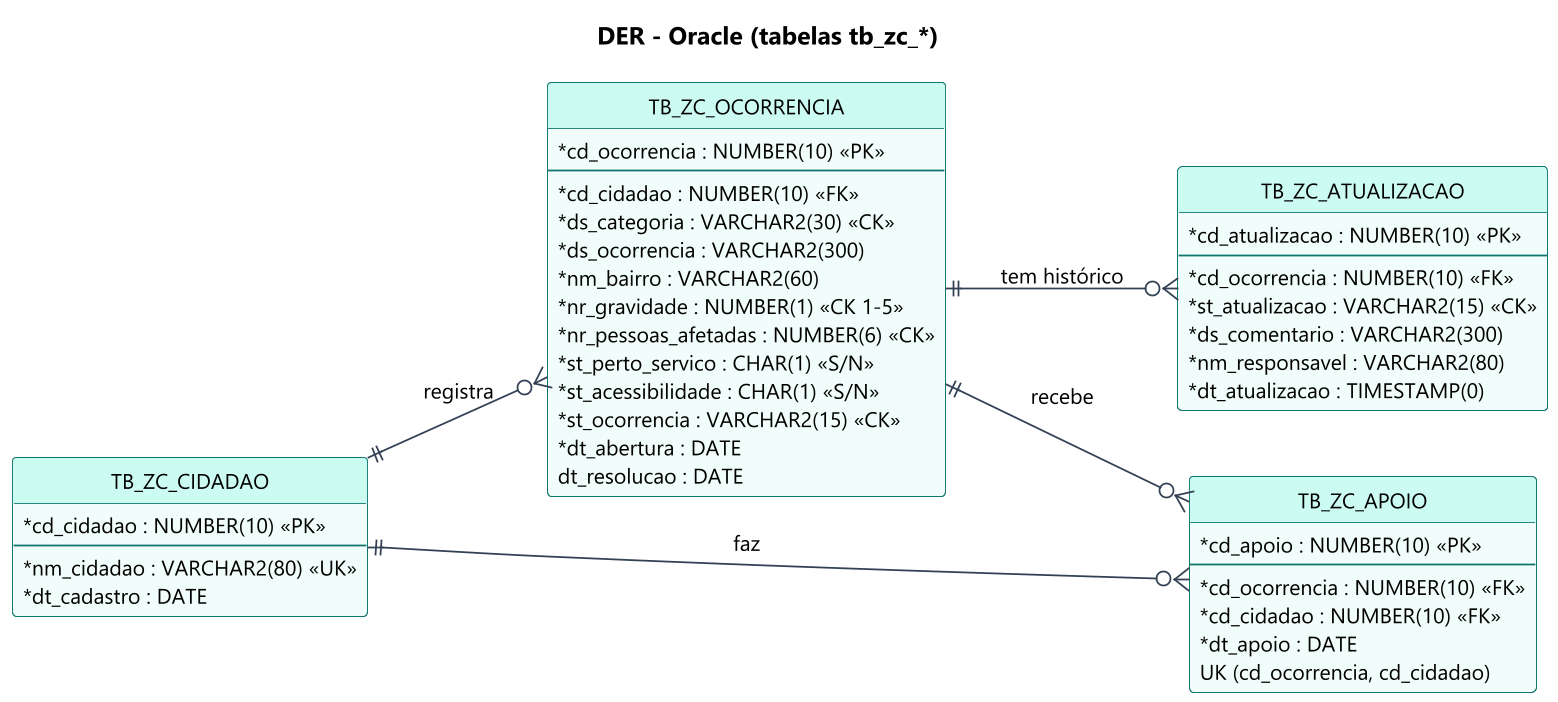 DER - Oracle (tabelas tb_zc_*)
TB_ZC_OCORRENCIA
*cd_ocorrencia : NUMBER(10) «PK»
*cd_cidadao : NUMBER(10) «FK»
*ds_categoria : VARCHAR2(30) «CK»
*ds_ocorrencia : VARCHAR2(300)
*nm_bairro : VARCHAR2(60)
*nr_gravidade : NUMBER(1) «CK 1-5»
*nr_pessoas_afetadas : NUMBER(6) «CK»
*st_perto_servico : CHAR(1) «S/N»
*st_acessibilidade : CHAR(1) «S/N»
*st_ocorrencia : VARCHAR2(15) «CK»
*dt_abertura : DATE
dt_resolucao : DATE
TB_ZC_ATUALIZACAO
*cd_atualizacao : NUMBER(10) «PK»
*cd_ocorrencia : NUMBER(10) «FK»
*st_atualizacao : VARCHAR2(15) «CK»
*ds_comentario : VARCHAR2(300)
*nm_responsavel : VARCHAR2(80)
*dt_atualizacao : TIMESTAMP(0)
tem histórico
registra
recebe
TB_ZC_CIDADAO
*cd_cidadao : NUMBER(10) «PK»
*nm_cidadao : VARCHAR2(80) «UK»
*dt_cadastro : DATE
faz
TB_ZC_APOIO
*cd_apoio : NUMBER(10) «PK»
*cd_ocorrencia : NUMBER(10) «FK»
*cd_cidadao : NUMBER(10) «FK»
*dt_apoio : DATE
UK (cd_ocorrencia, cd_cidadao)